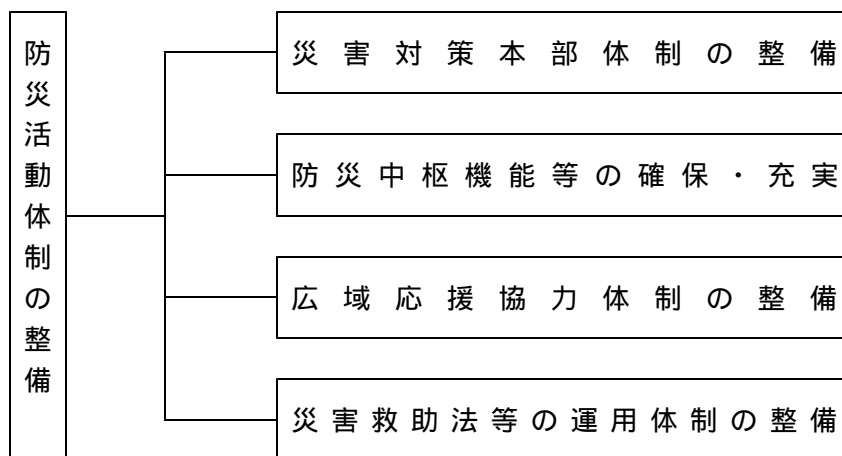 防災活動体制の整備
災害対策本部体制の整備
防災中枢機能等の確保・充実
広域応援協力体制の整備
災害救助法等の運用体制の整備